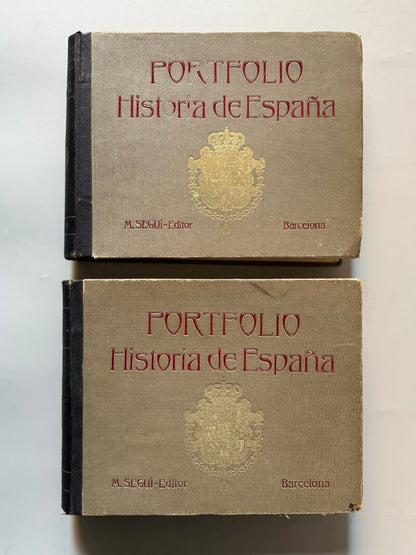 PORTFOLIO
Historia de España
M. SEGUÍ-Editor Barcelona
PORTFOLIO
Historia de España
M. SEGUÍ-Editor Barcelona